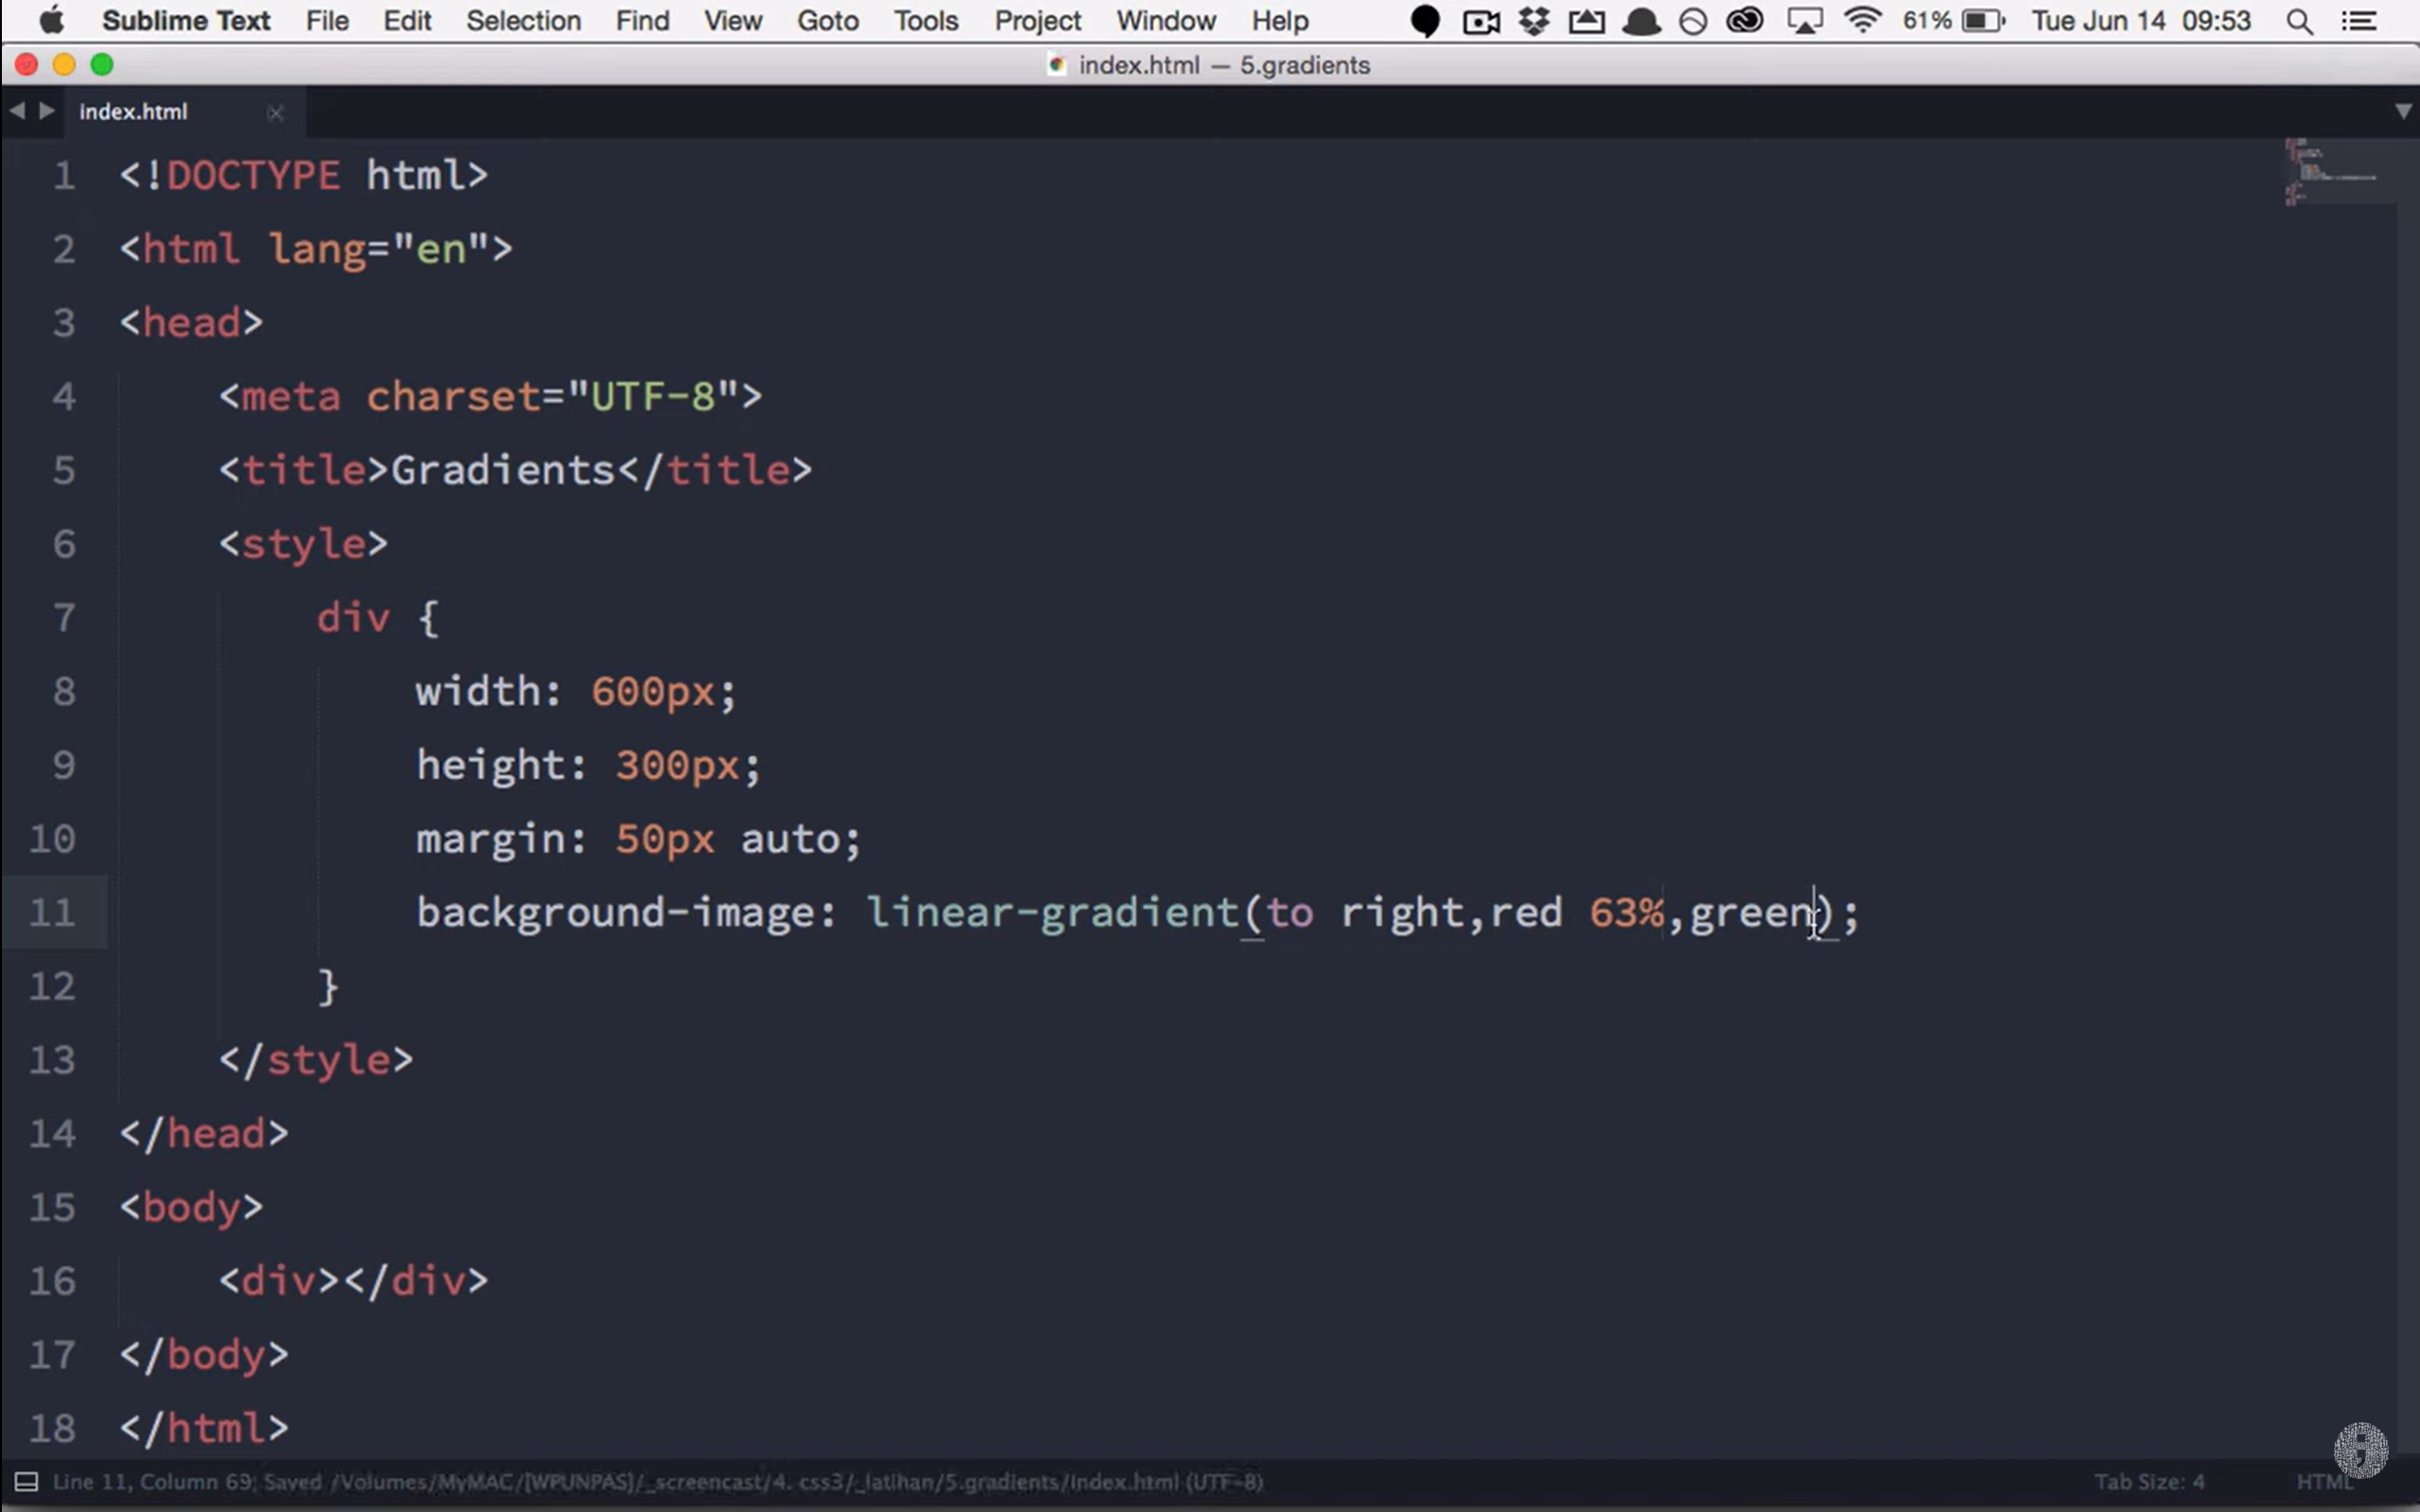 Sublime Text File Edit Selection Find View Goto Tools Project Window Help 61% Tue Jun 14 09:53
index.html — 5.gradients
index.html
1 <!DOCTYPE html>
2 <html lang="en">
3 <head>
4 <meta charset="UTF-8">
5 <title>Gradients</title>
6 <style>
7 div {
8 width: 600px;
9 height: 300px;
10 margin: 50px auto;
11 background-image: linear-gradient(to right,red 63%,green);
12 }
13 </style>
14 </head>
15 <body>
16 <div></div>
17 </body>
18 </html>
Line 11, Column 69; Saved /Volumes/MyMAC/[WPUNPAS]/_screencast/4. css3/_latihan/5.gradients/index.html (UTF-8) Tab Size: 4 HTML